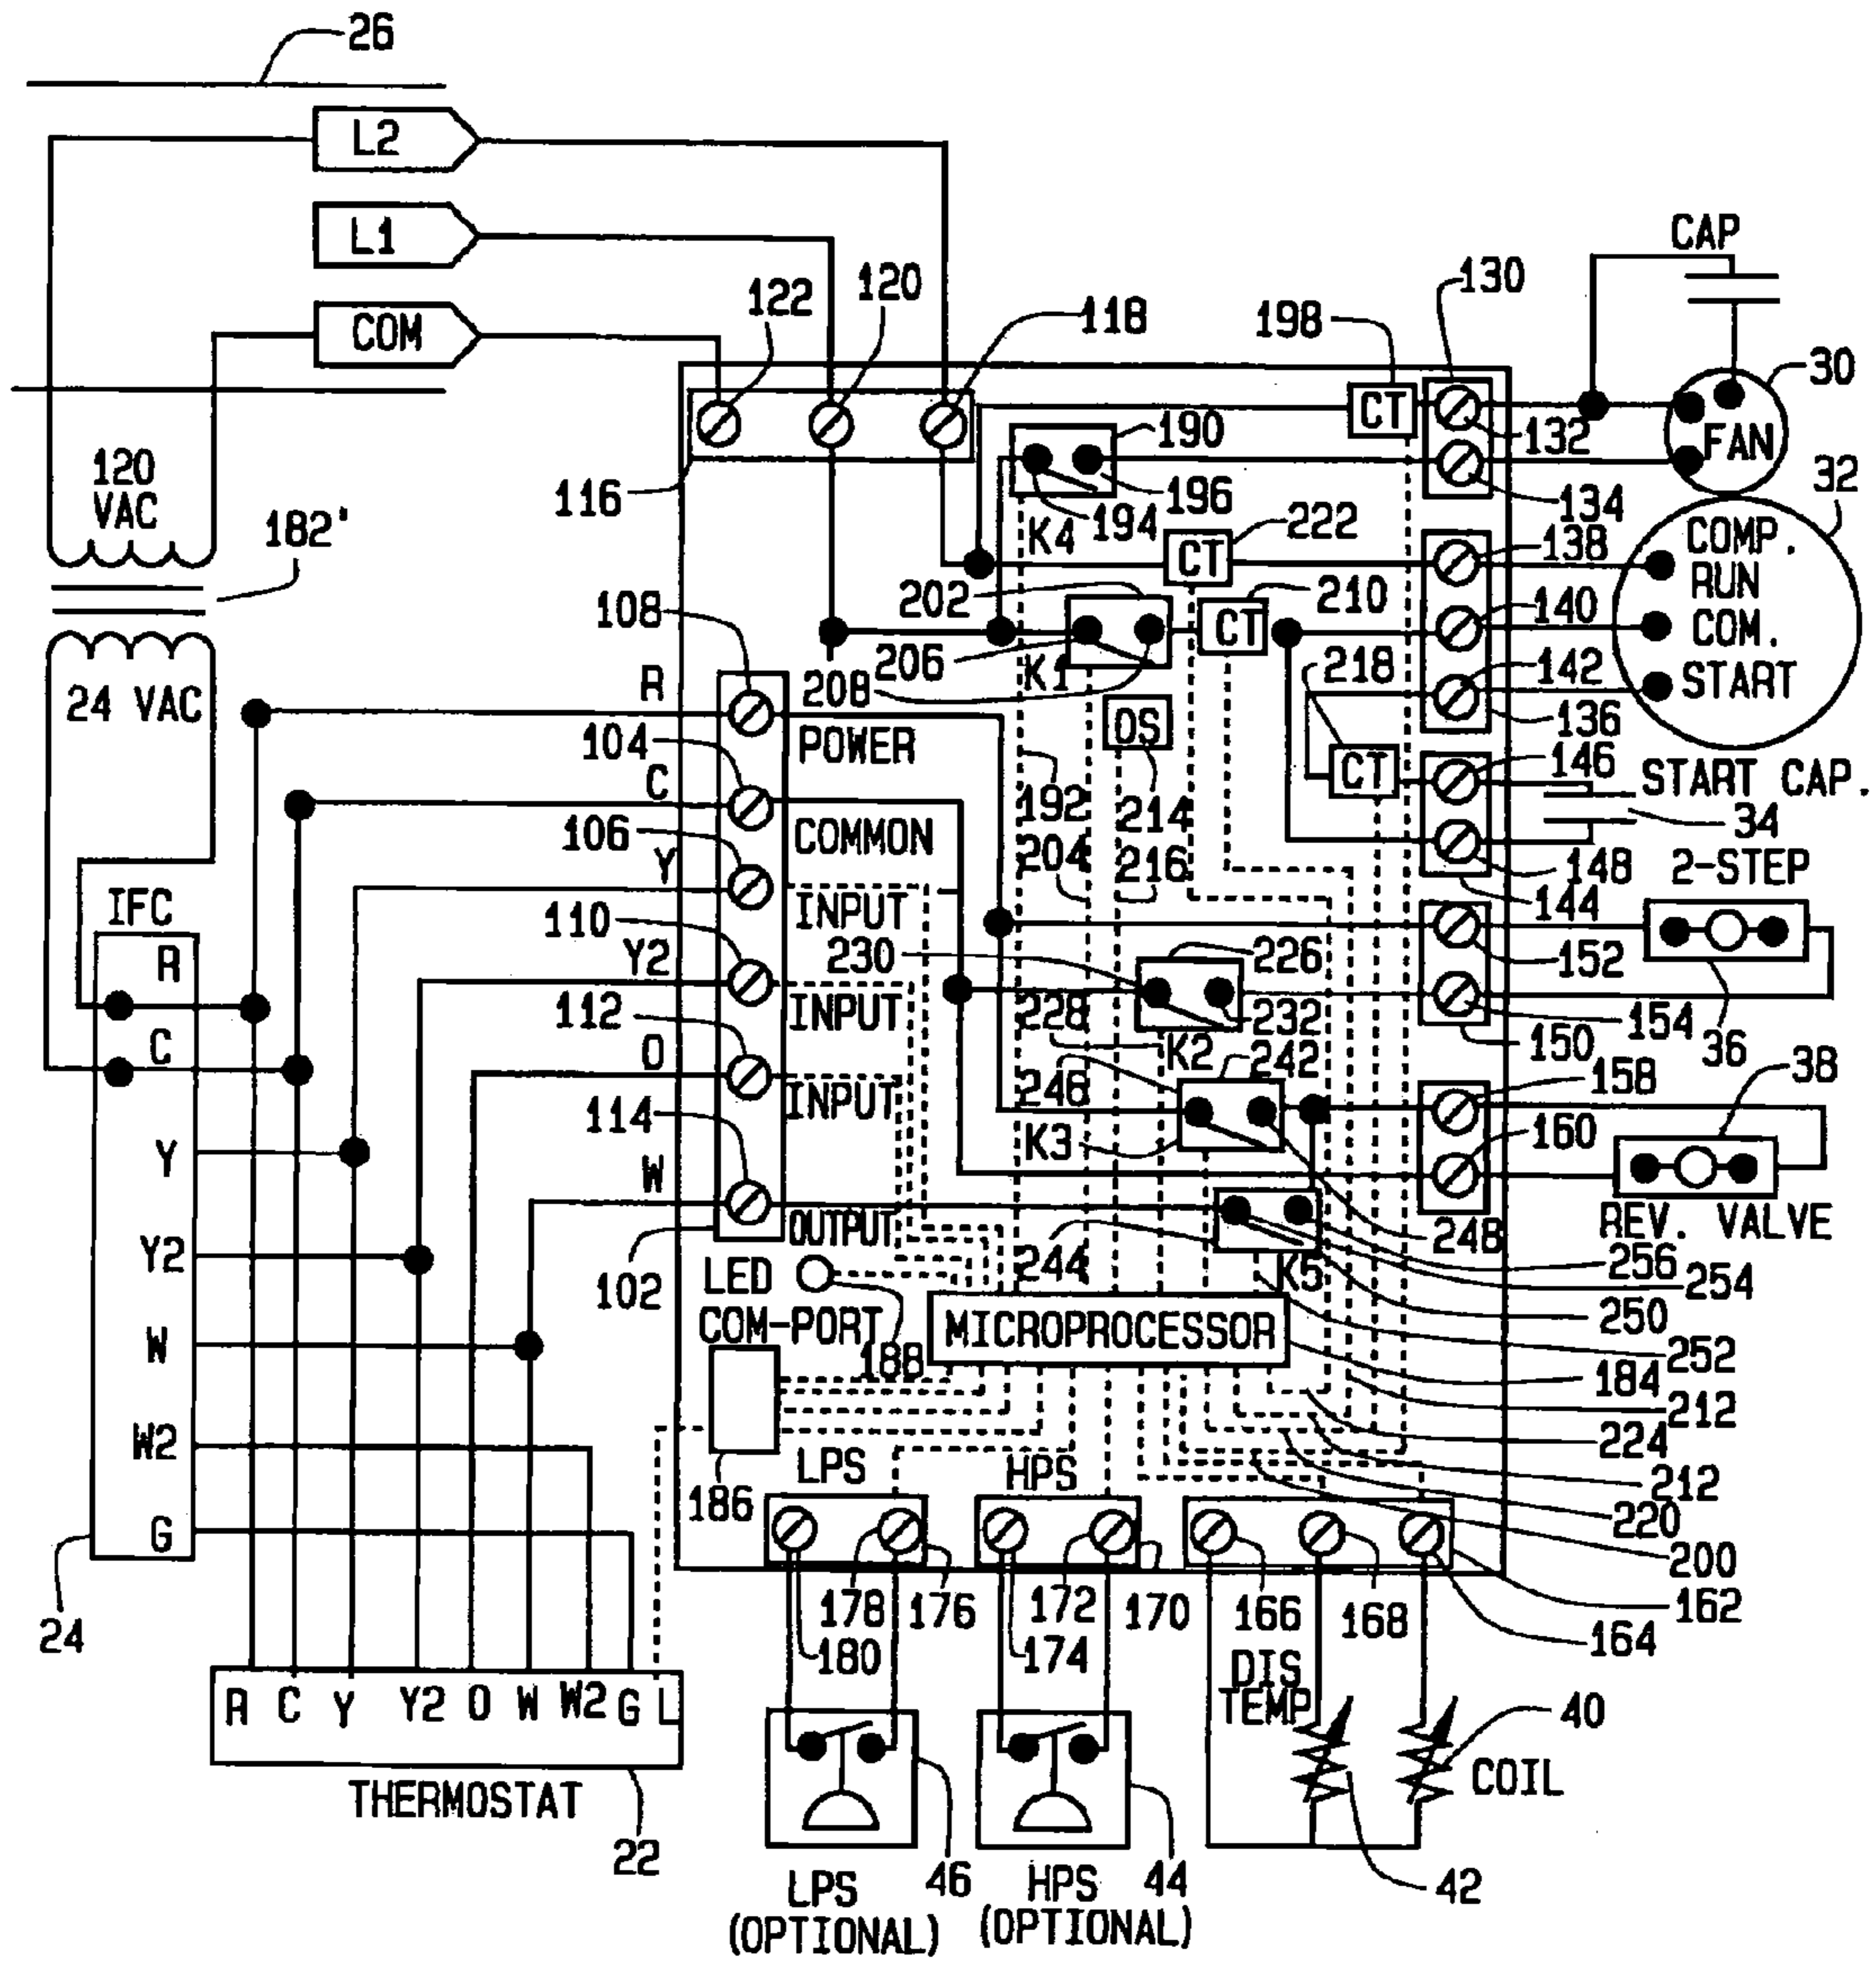 26
L2
L1
COM
CAP
122
120
118
198
130
30
120
VAC
182'
CT
132
FAN
116
190
194
196
K4
222
134
32
COMP.
RUN
138
CT
202
210
140
COM.
108
206
K1
CT
218
142
START
R
208
24 VAC
POWER
OS
136
104
C
CT
146
START CAP.
192
214
COMMON
34
106
Y
204
216
148
2-STEP
144
IFC
INPUT
110
R
Y2
230
226
152
112
INPUT
228
232
154
C
K2
242
150
36
O
246
38
158
INPUT
114
160
Y
K3
W
REV. VALVE
OUTPUT
244
248
Y2
256
K5
254
LED
102
250
COM-PORT
MICROPROCESSOR
W
188
252
184
212
W2
LPS
HPS
224
186
212
220
G
200
24
178
176
172
170
166
168
162
180
174
164
DIS
TEMP
R C Y Y2 O W W2 G L
40
COIL
THERMOSTAT
22
46
44
42
LPS
(OPTIONAL)
HPS
(OPTIONAL)